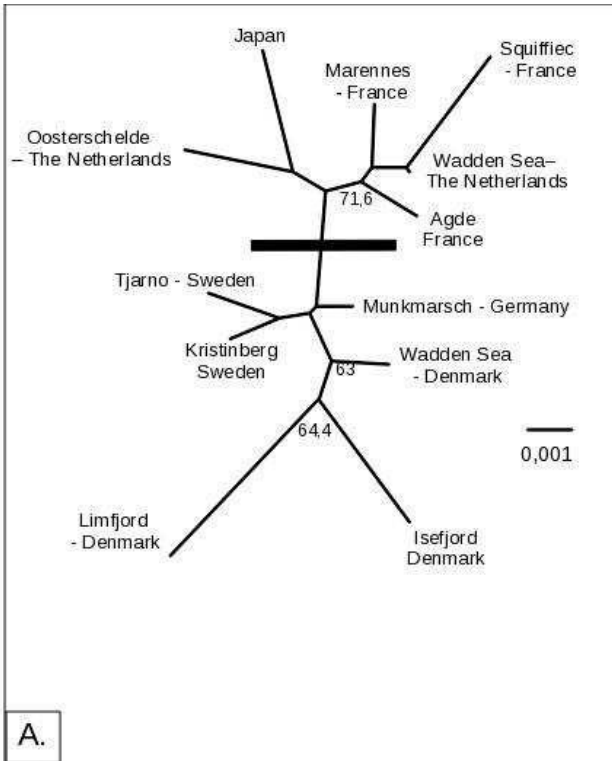 Japan
Squiffiec
- France
Marennes
- France
Oosterschelde
– The Netherlands
Wadden Sea–
The Netherlands
71,6
Agde
France
Tjarno - Sweden
Munkmarsch - Germany
Kristinberg
Sweden
Wadden Sea
- Denmark
63
64,4
0,001
Limfjord
- Denmark
Isefjord
Denmark
A.